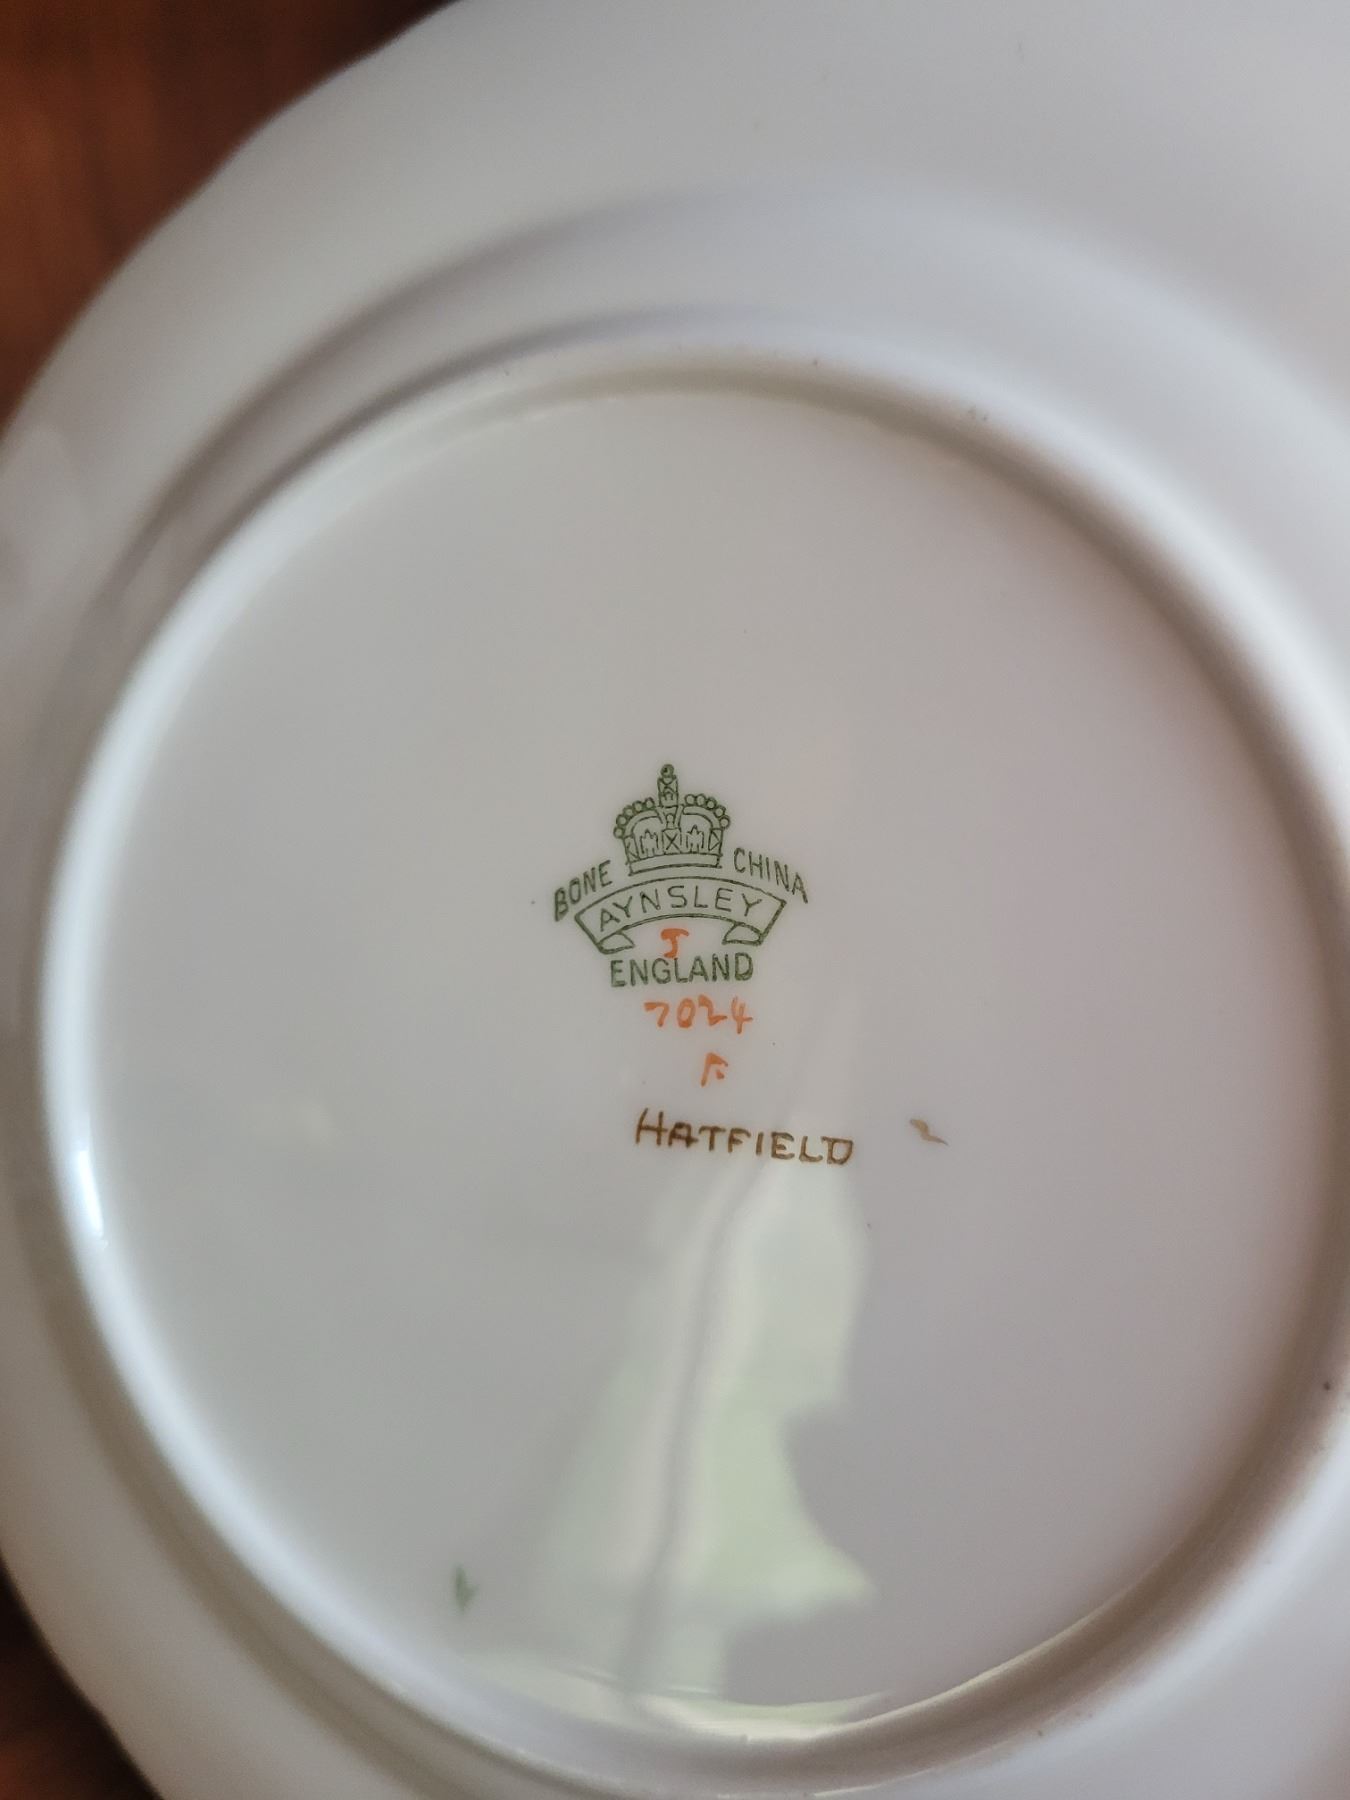 BONE CHINA
AYNSLEY
J
ENGLAND
7024
HATFIELD